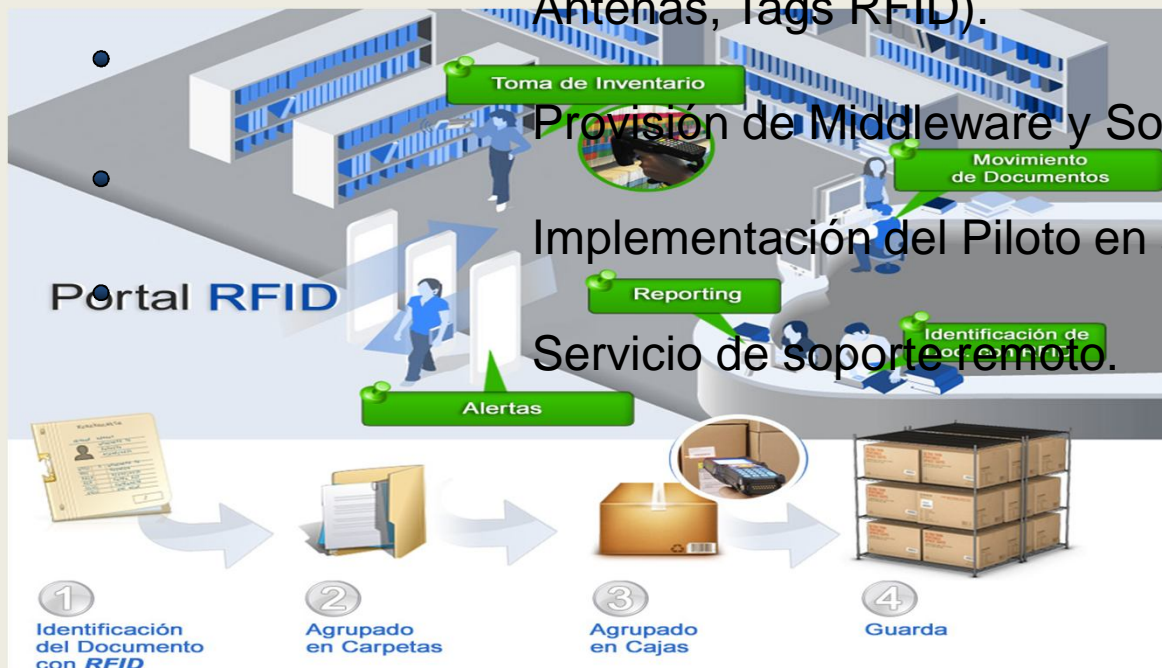 Antenas, Tags RFID).
Toma de Inventario
Provisión de Middleware y So
Movimiento
de Documentos
Implementación del Piloto en
Portal RFID
Reporting
Identificación de
Servicio de soporte remoto.
Alertas
1
Identificación
del Documento
con RFID
2
Agrupado
en Carpetas
3
Agrupado
en Cajas
4
Guarda